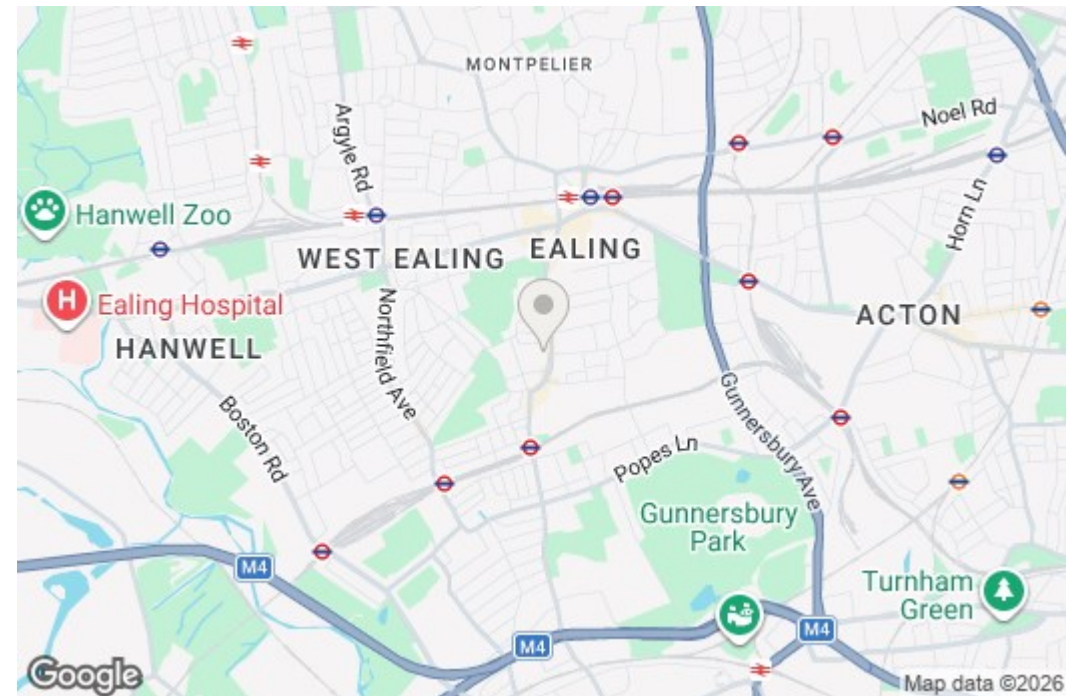 MONTPELIER
Noel Rd
Argyle Rd
Horn Ln
Hanwell Zoo
WEST EALING
EALING
H
Ealing Hospital
ACTON
HANWELL
Northfield Ave
Gunnersbury Ave
Boston Rd
Popes Ln
Gunnersbury
Park
M4
Turnham
Green
M4
M4
Google
Map data ©2026